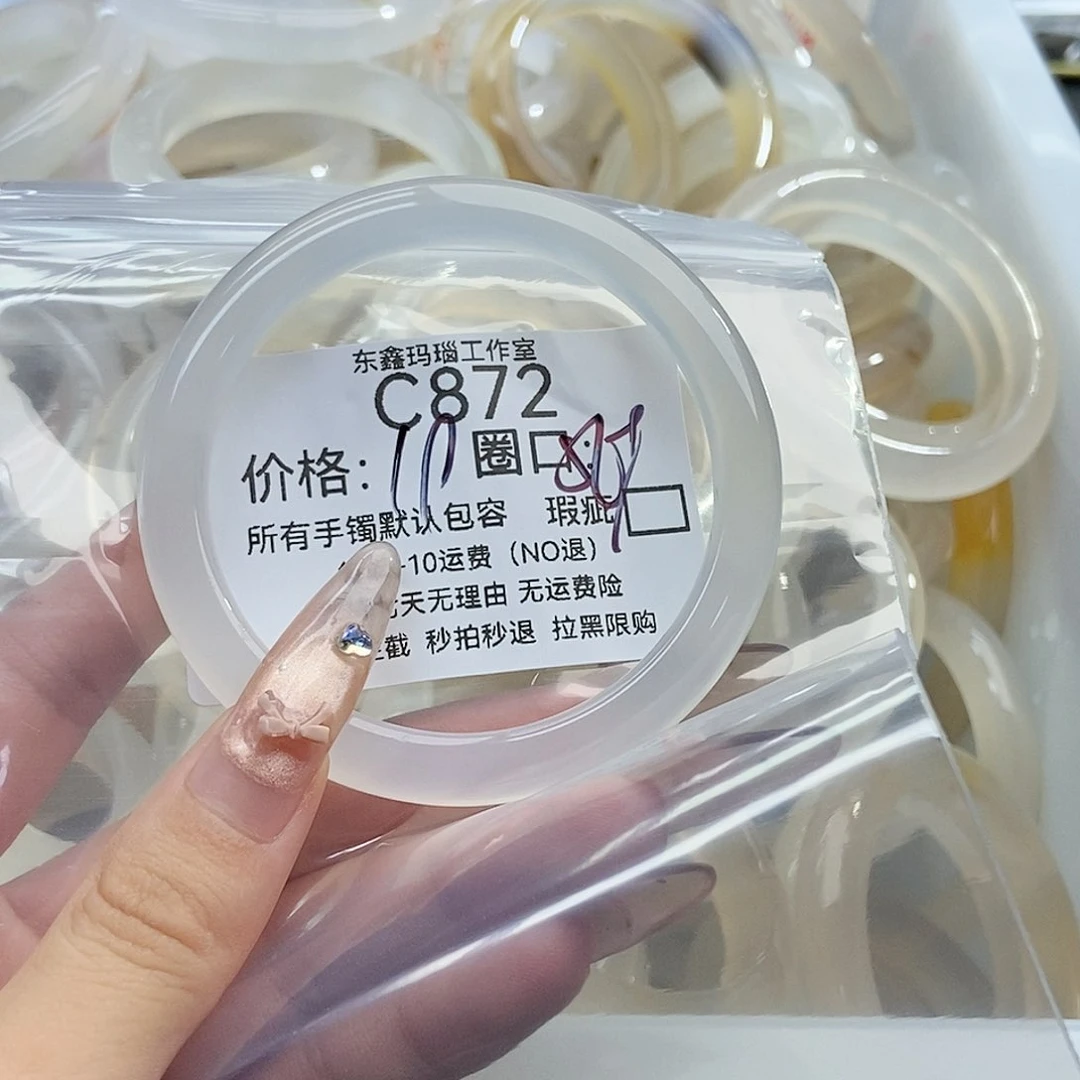 东鑫玛瑙工作室
C872
价格: 圈口:
所有手镯默认包容 瑕疵
-10运费（NO退）
天无理由 无运费险
截 秒拍秒退 拉黑限购